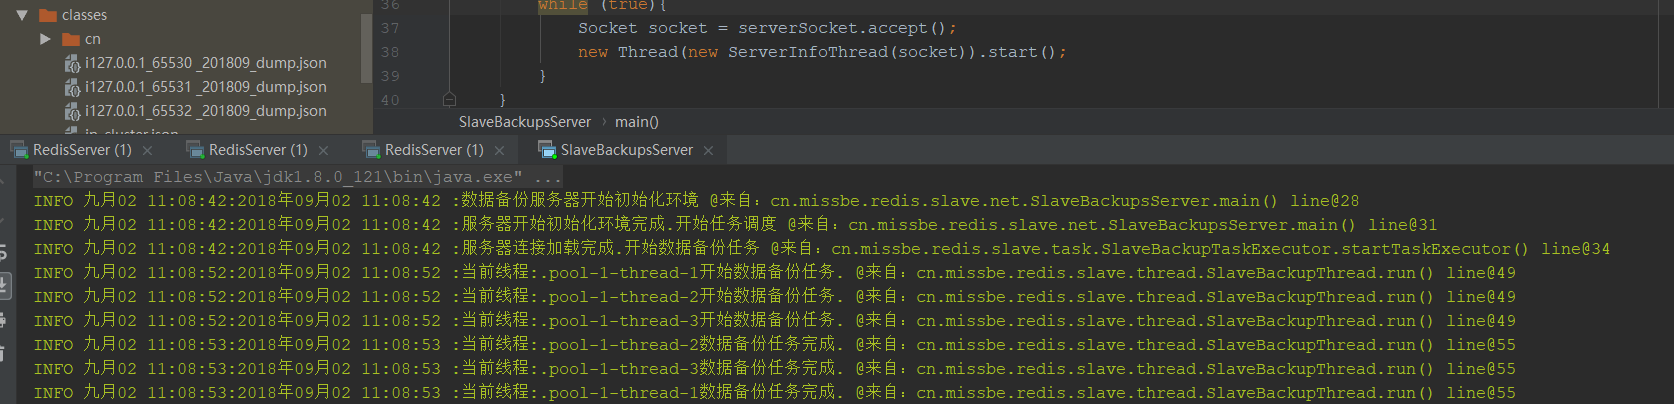 classes
cn
i127.0.0.1_65530 _201809_dump.json
i127.0.0.1_65531 _201809_dump.json
i127.0.0.1_65532 _201809_dump.json
ip_cluster.json
36 while (true){
37 Socket socket = serverSocket.accept();
38 new Thread(new ServerInfoThread(socket)).start();
39 }
40 }
SlaveBackupsServer › main()
RedisServer (1) × RedisServer (1) × RedisServer (1) × SlaveBackupsServer ×
"C:\Program Files\Java\jdk1.8.0_121\bin\java.exe" ...
INFO 九月02 11:08:42:2018年09月02 11:08:42 :数据备份服务器开始初始化环境 @来自：cn.missbe.redis.slave.net.SlaveBackupsServer.main() line@28
INFO 九月02 11:08:42:2018年09月02 11:08:42 :服务器开始初始化环境完成.开始任务调度 @来自：cn.missbe.redis.slave.net.SlaveBackupsServer.main() line@31
INFO 九月02 11:08:42:2018年09月02 11:08:42 :服务器连接加载完成.开始数据备份任务 @来自：cn.missbe.redis.slave.task.SlaveBackupTaskExecutor.startTaskExecutor() line@34
INFO 九月02 11:08:52:2018年09月02 11:08:52 :当前线程:.pool-1-thread-1开始数据备份任务. @来自：cn.missbe.redis.slave.thread.SlaveBackupThread.run() line@49
INFO 九月02 11:08:52:2018年09月02 11:08:52 :当前线程:.pool-1-thread-2开始数据备份任务. @来自：cn.missbe.redis.slave.thread.SlaveBackupThread.run() line@49
INFO 九月02 11:08:52:2018年09月02 11:08:52 :当前线程:.pool-1-thread-3开始数据备份任务. @来自：cn.missbe.redis.slave.thread.SlaveBackupThread.run() line@49
INFO 九月02 11:08:53:2018年09月02 11:08:53 :当前线程:.pool-1-thread-2数据备份任务完成. @来自：cn.missbe.redis.slave.thread.SlaveBackupThread.run() line@55
INFO 九月02 11:08:53:2018年09月02 11:08:53 :当前线程:.pool-1-thread-3数据备份任务完成. @来自：cn.missbe.redis.slave.thread.SlaveBackupThread.run() line@55
INFO 九月02 11:08:53:2018年09月02 11:08:53 :当前线程:.pool-1-thread-1数据备份任务完成. @来自：cn.missbe.redis.slave.thread.SlaveBackupThread.run() line@55